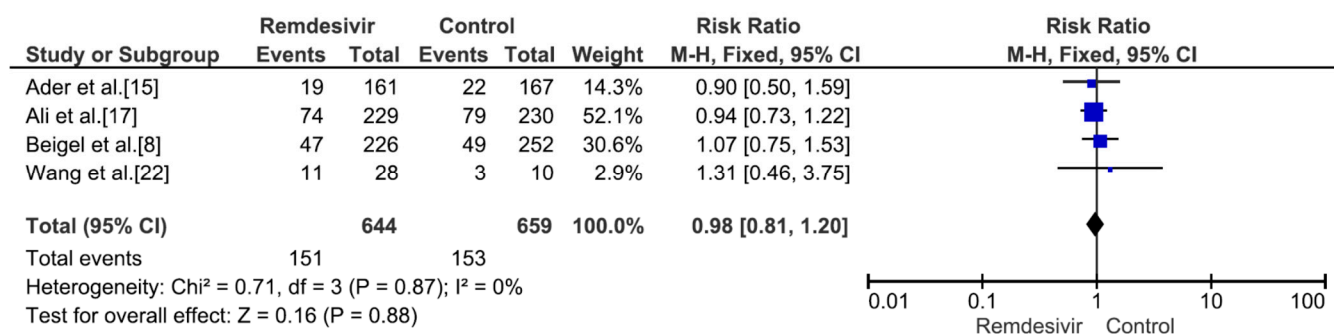 Remdesivir Control Risk Ratio Risk Ratio
Study or Subgroup Events Total Events Total Weight M-H, Fixed, 95% CI M-H, Fixed, 95% CI
Ader et al.[15] 19 161 22 167 14.3% 0.90 [0.50, 1.59]
Ali et al.[17] 74 229 79 230 52.1% 0.94 [0.73, 1.22]
Beigel et al.[8] 47 226 49 252 30.6% 1.07 [0.75, 1.53]
Wang et al.[22] 11 28 3 10 2.9% 1.31 [0.46, 3.75]
Total (95% CI) 644 659 100.0% 0.98 [0.81, 1.20]
Total events 151 153
Heterogeneity: Chi² = 0.71, df = 3 (P = 0.87); I² = 0%
Test for overall effect: Z = 0.16 (P = 0.88)
0.01 0.1 1 10 100
Remdesivir Control